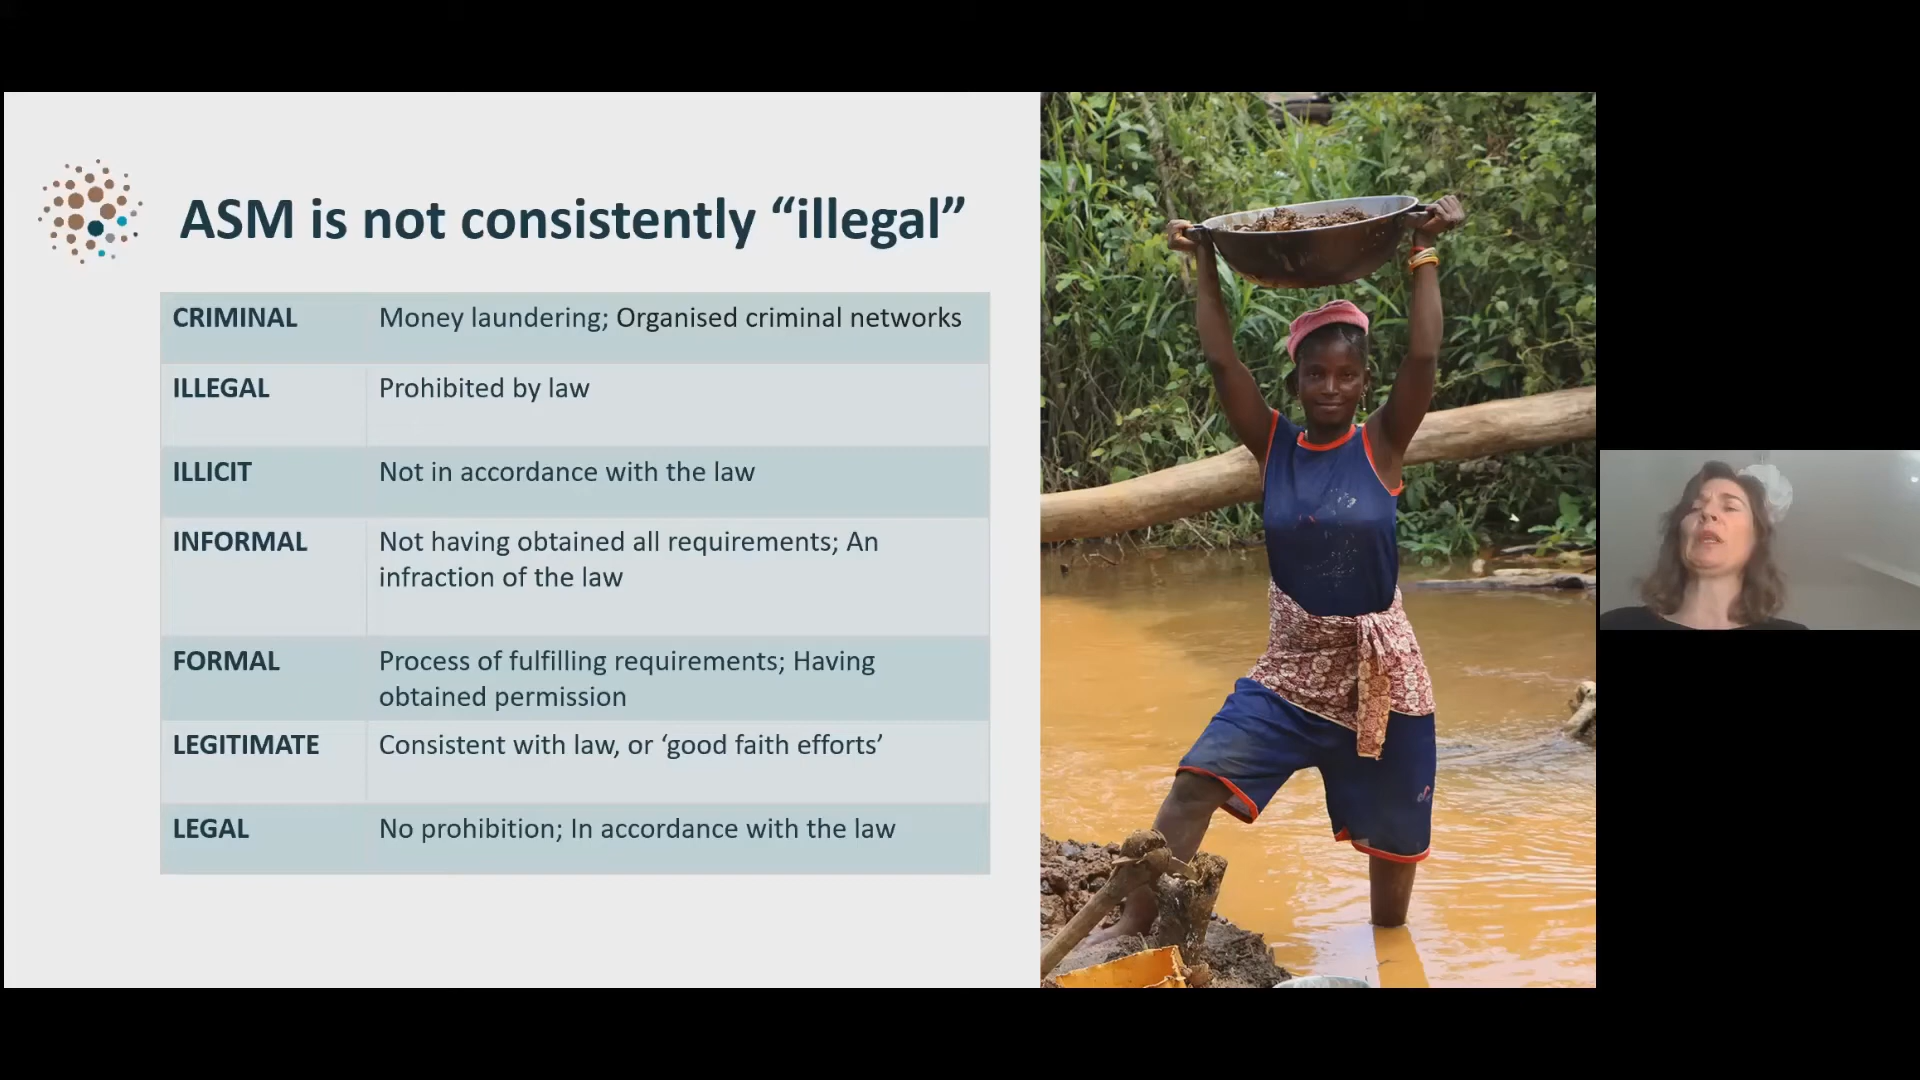 ASM is not consistently “illegal”
CRIMINAL
Money laundering; Organised criminal networks
ILLEGAL
Prohibited by law
ILLICIT
Not in accordance with the law
INFORMAL
Not having obtained all requirements; An
infraction of the law
FORMAL
Process of fulfilling requirements; Having
obtained permission
LEGITIMATE
Consistent with law, or ‘good faith efforts’
LEGAL
No prohibition; In accordance with the law